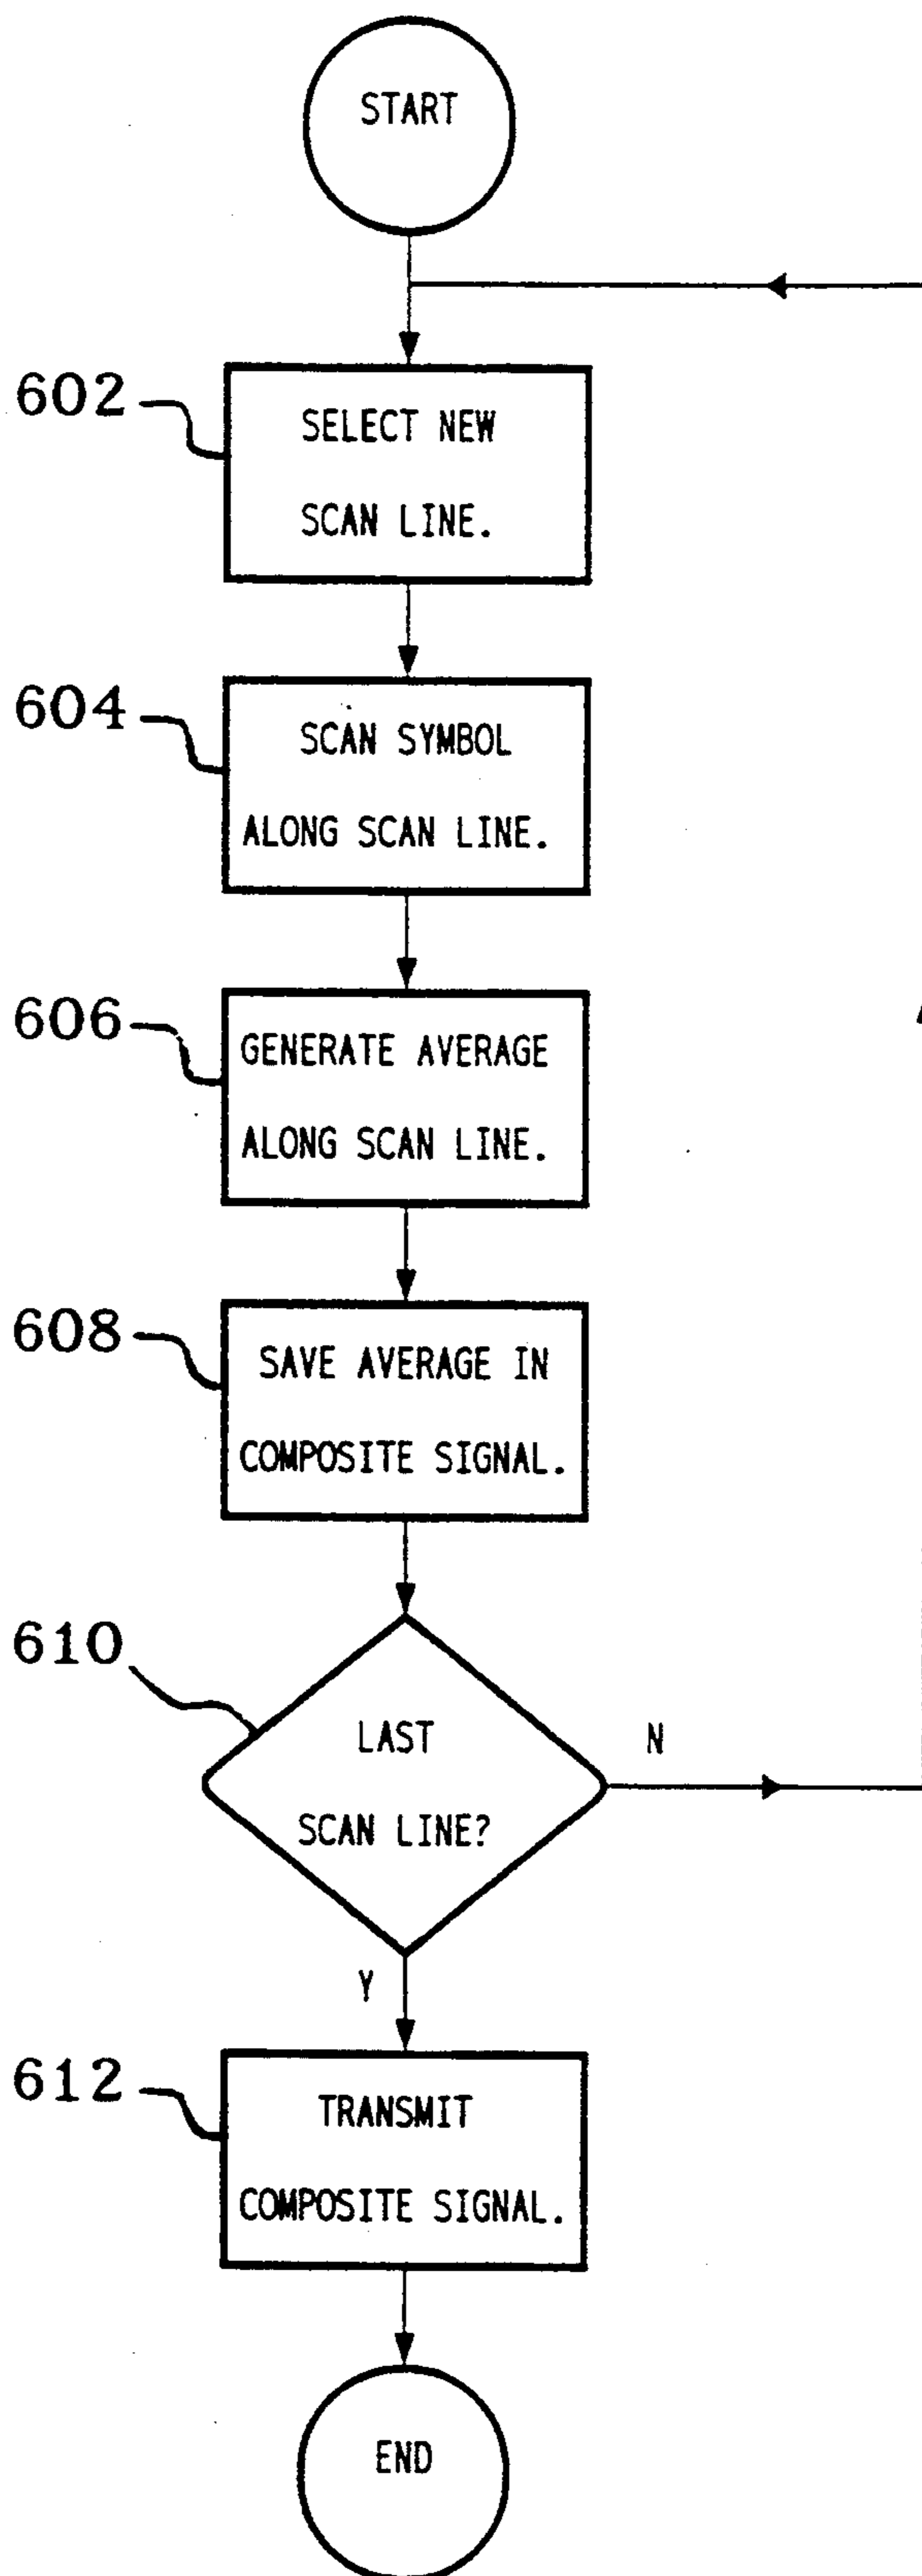 START
602
SELECT NEW
SCAN LINE.
604
SCAN SYMBOL
ALONG SCAN LINE.
606
GENERATE AVERAGE
ALONG SCAN LINE.
608
SAVE AVERAGE IN
COMPOSITE SIGNAL.
610
LAST
SCAN LINE?
N
Y
612
TRANSMIT
COMPOSITE SIGNAL.
END